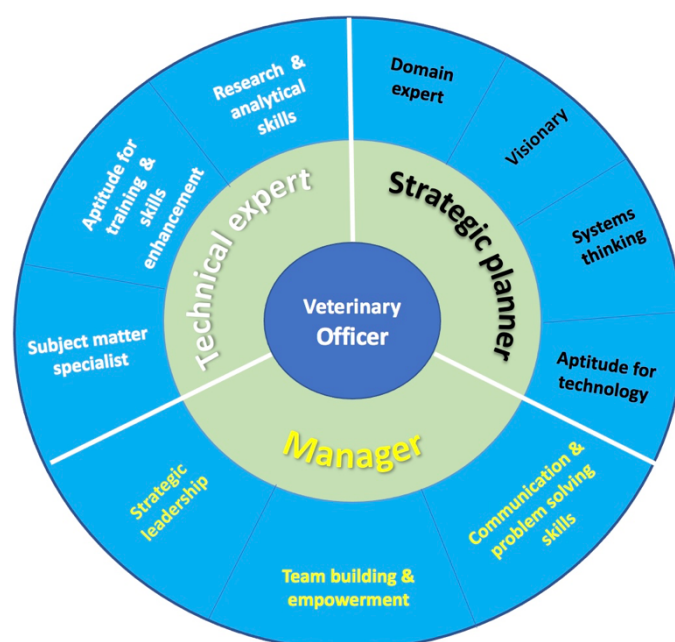 Veterinary
Officer
Technical expert
Strategic planner
Manager
Research &
analytical
skills
Aptitude for
training &
skills
enhancement
Subject matter
specialist
Domain
expert
Visionary
Systems
thinking
Aptitude for
technology
Communication &
problem solving
skills
Team building &
empowerment
Strategic
leadership